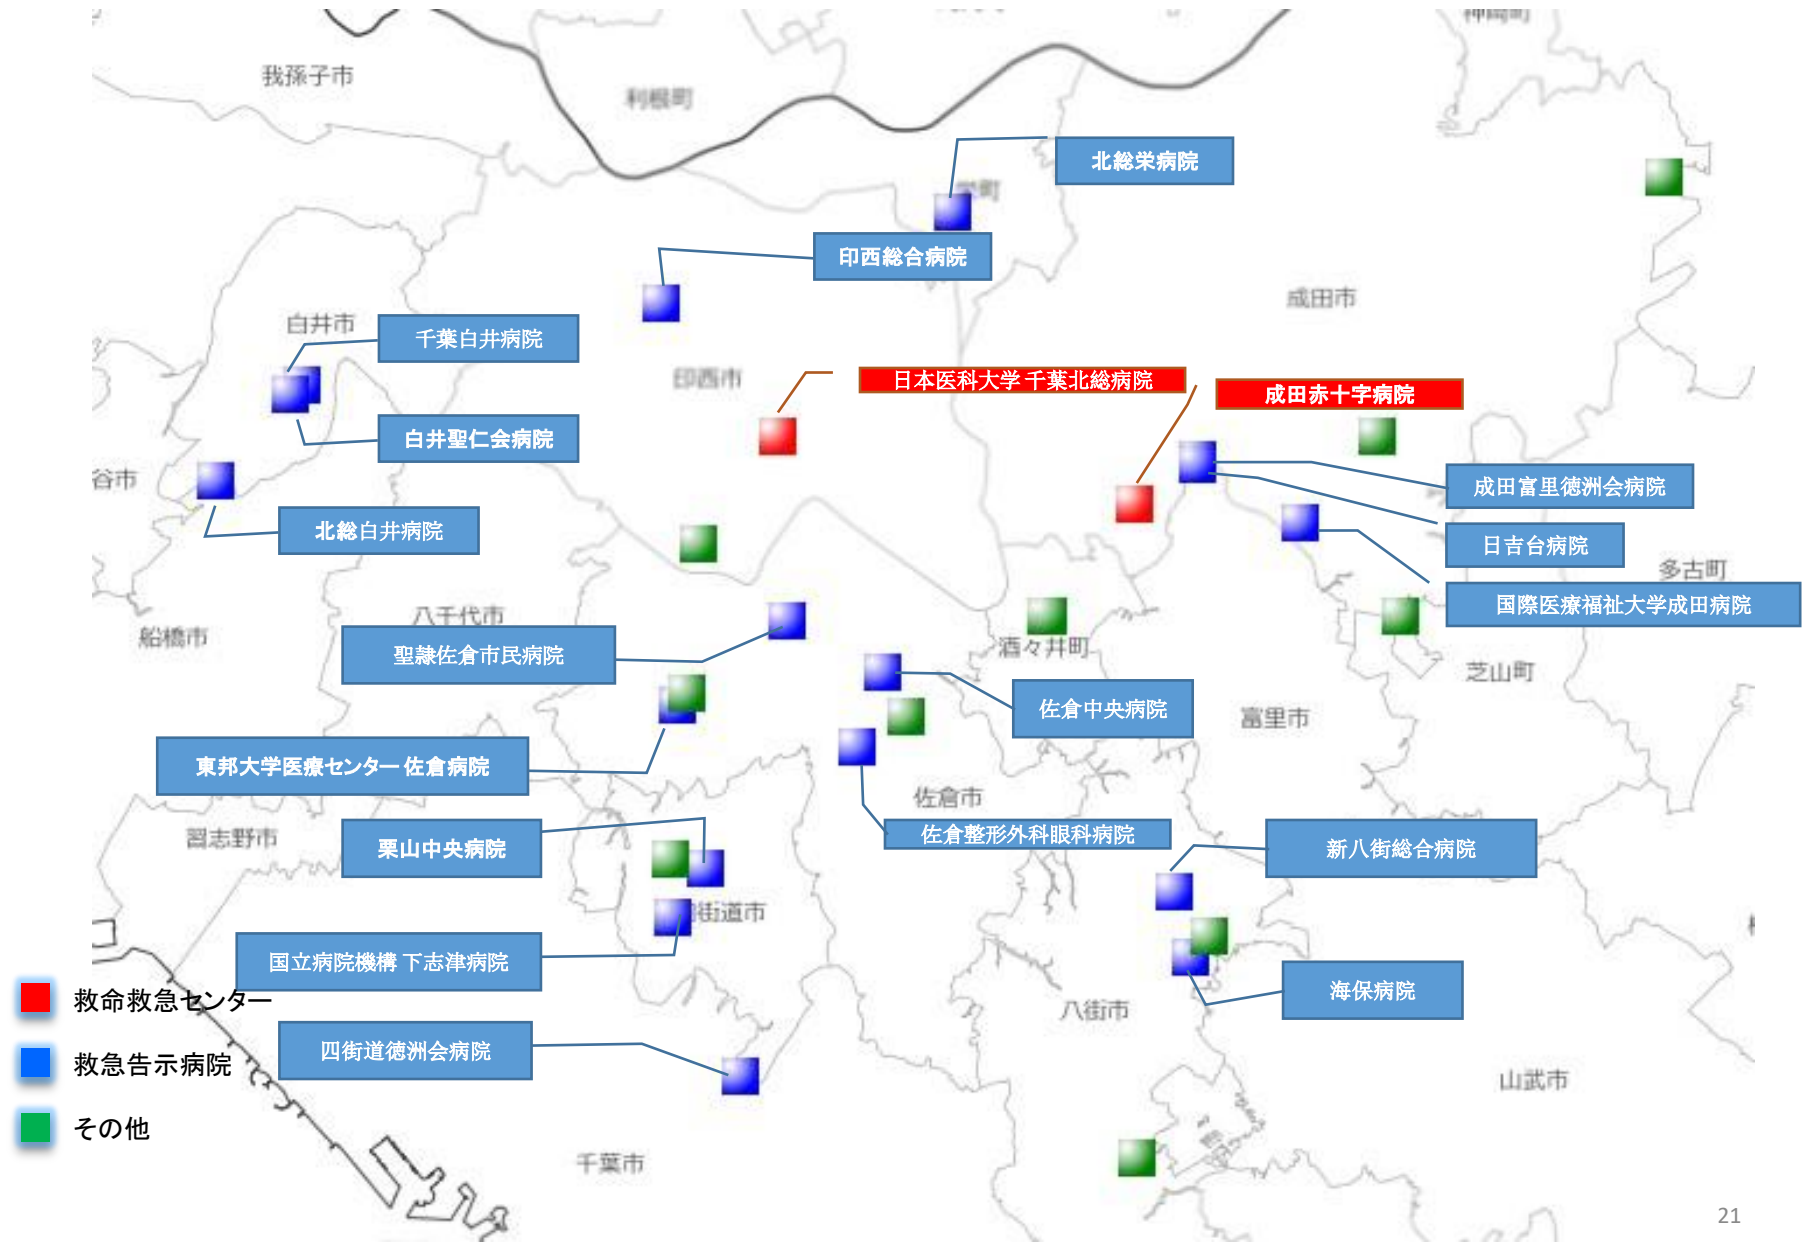 我孫子市
利根町
北総栄病院
印西総合病院
成田市
白井市
千葉白井病院
印西市
日本医科大学 千葉北総病院
成田赤十字病院
白井聖仁会病院
谷市
成田富里徳洲会病院
北総白井病院
日吉台病院
多古町
国際医療福祉大学成田病院
八千代市
船橋市
聖隷佐倉市民病院
酒々井町
芝山町
佐倉中央病院
富里市
東邦大学医療センター 佐倉病院
佐倉市
習志野市
栗山中央病院
佐倉整形外科眼科病院
新八街総合病院
街道市
国立病院機構 下志津病院
海保病院
救命救急センター
八街市
四街道徳洲会病院
救急告示病院
山武市
その他
千葉市
21